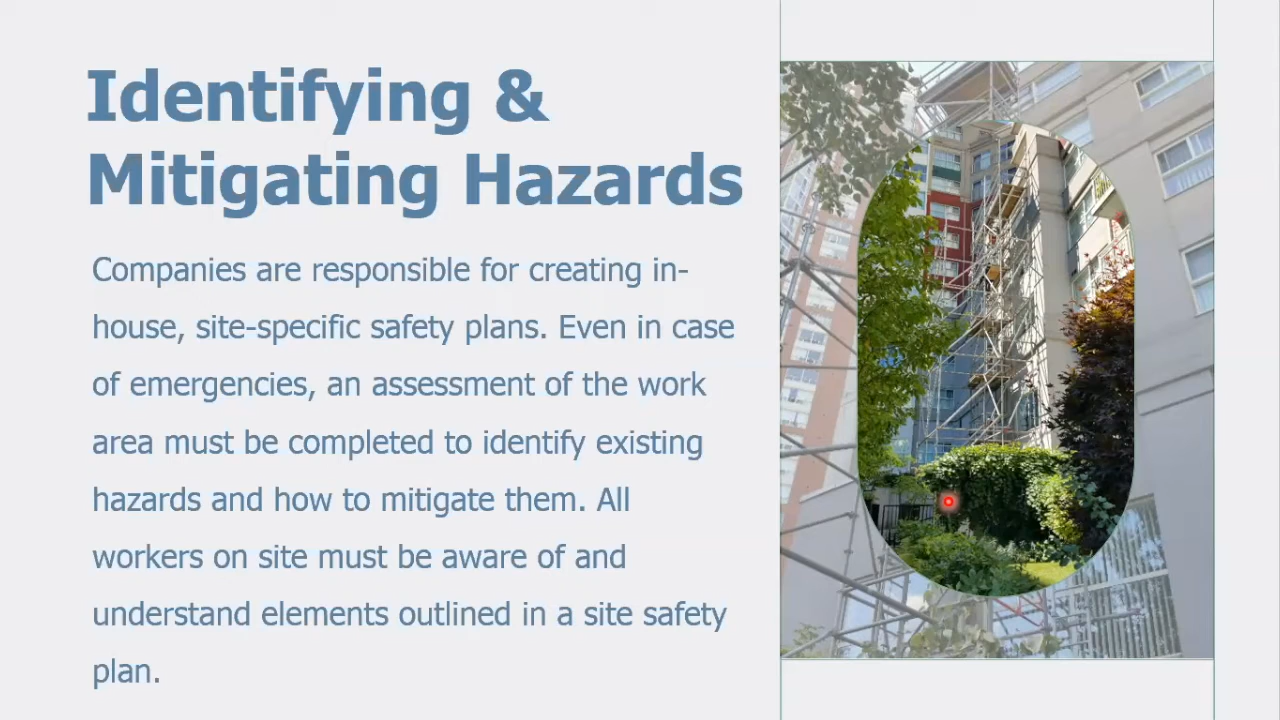 Identifying &
Mitigating Hazards
Companies are responsible for creating in-
house, site-specific safety plans. Even in case
of emergencies, an assessment of the work
area must be completed to identify existing
hazards and how to mitigate them. All
workers on site must be aware of and
understand elements outlined in a site safety
plan.